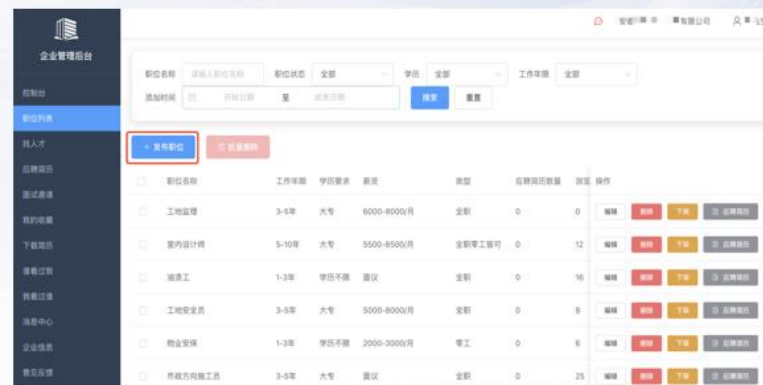 企业管理后台
控制台
职位列表
找人才
应聘简历
面试邀请
我的收藏
下载简历
谁看过我
我看过谁
消息中心
企业信息
意见反馈
有限公司
职位名称 请输入职位名称 职位状态 全部 学历 全部 工作年限 全部
添加时间 开始日期 至 结束日期 搜索 重置
+ 发布职位 批量删除
职位名称 工作年限 学历要求 薪资 类型 应聘简历数量 浏览 操作
工地监理 3-5年 大专 6000-8000/月 全职 0 0 编辑 删除 下架 应聘简历
室内设计师 5-10年 大专 5500-8500/月 全职零工皆可 0 12 编辑 删除 下架 应聘简历
油漆工 1-3年 学历不限 面议 全职 0 16 编辑 删除 下架 应聘简历
工地安全员 3-5年 大专 5000-8000/月 全职 0 8 编辑 删除 下架 应聘简历
物业安保 1-3年 学历不限 2000-3000/月 零工 0 6 编辑 删除 下架 应聘简历
市政方向施工员 3-5年 大专 面议 全职 0 25 编辑 删除 下架 应聘简历